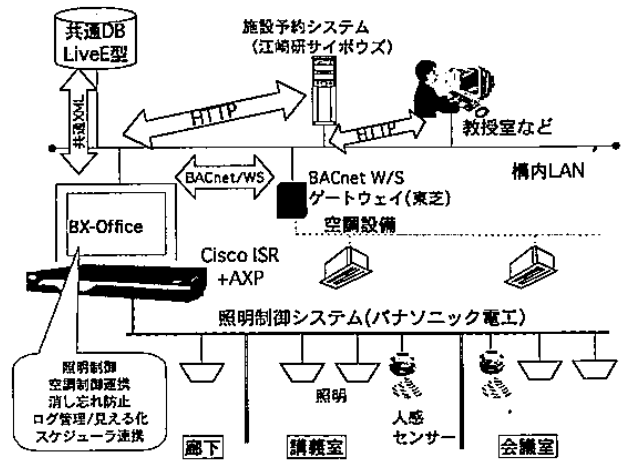 共通DB
LiveE型
施設予約システム
(江崎研サイボウズ)
共通XML
HTTP
HTTP
教授室など
構内LAN
BACnet/WS
BACnet W/S
ゲートウェイ(東芝)
空調設備
BX-Office
Cisco ISR
+AXP
照明制御システム(パナソニック電工)
照明制御
空調制御連携
消し忘れ防止
ログ管理/見える化
スケジューラ連携
照明
人感
センサー
廊下
講義室
会議室